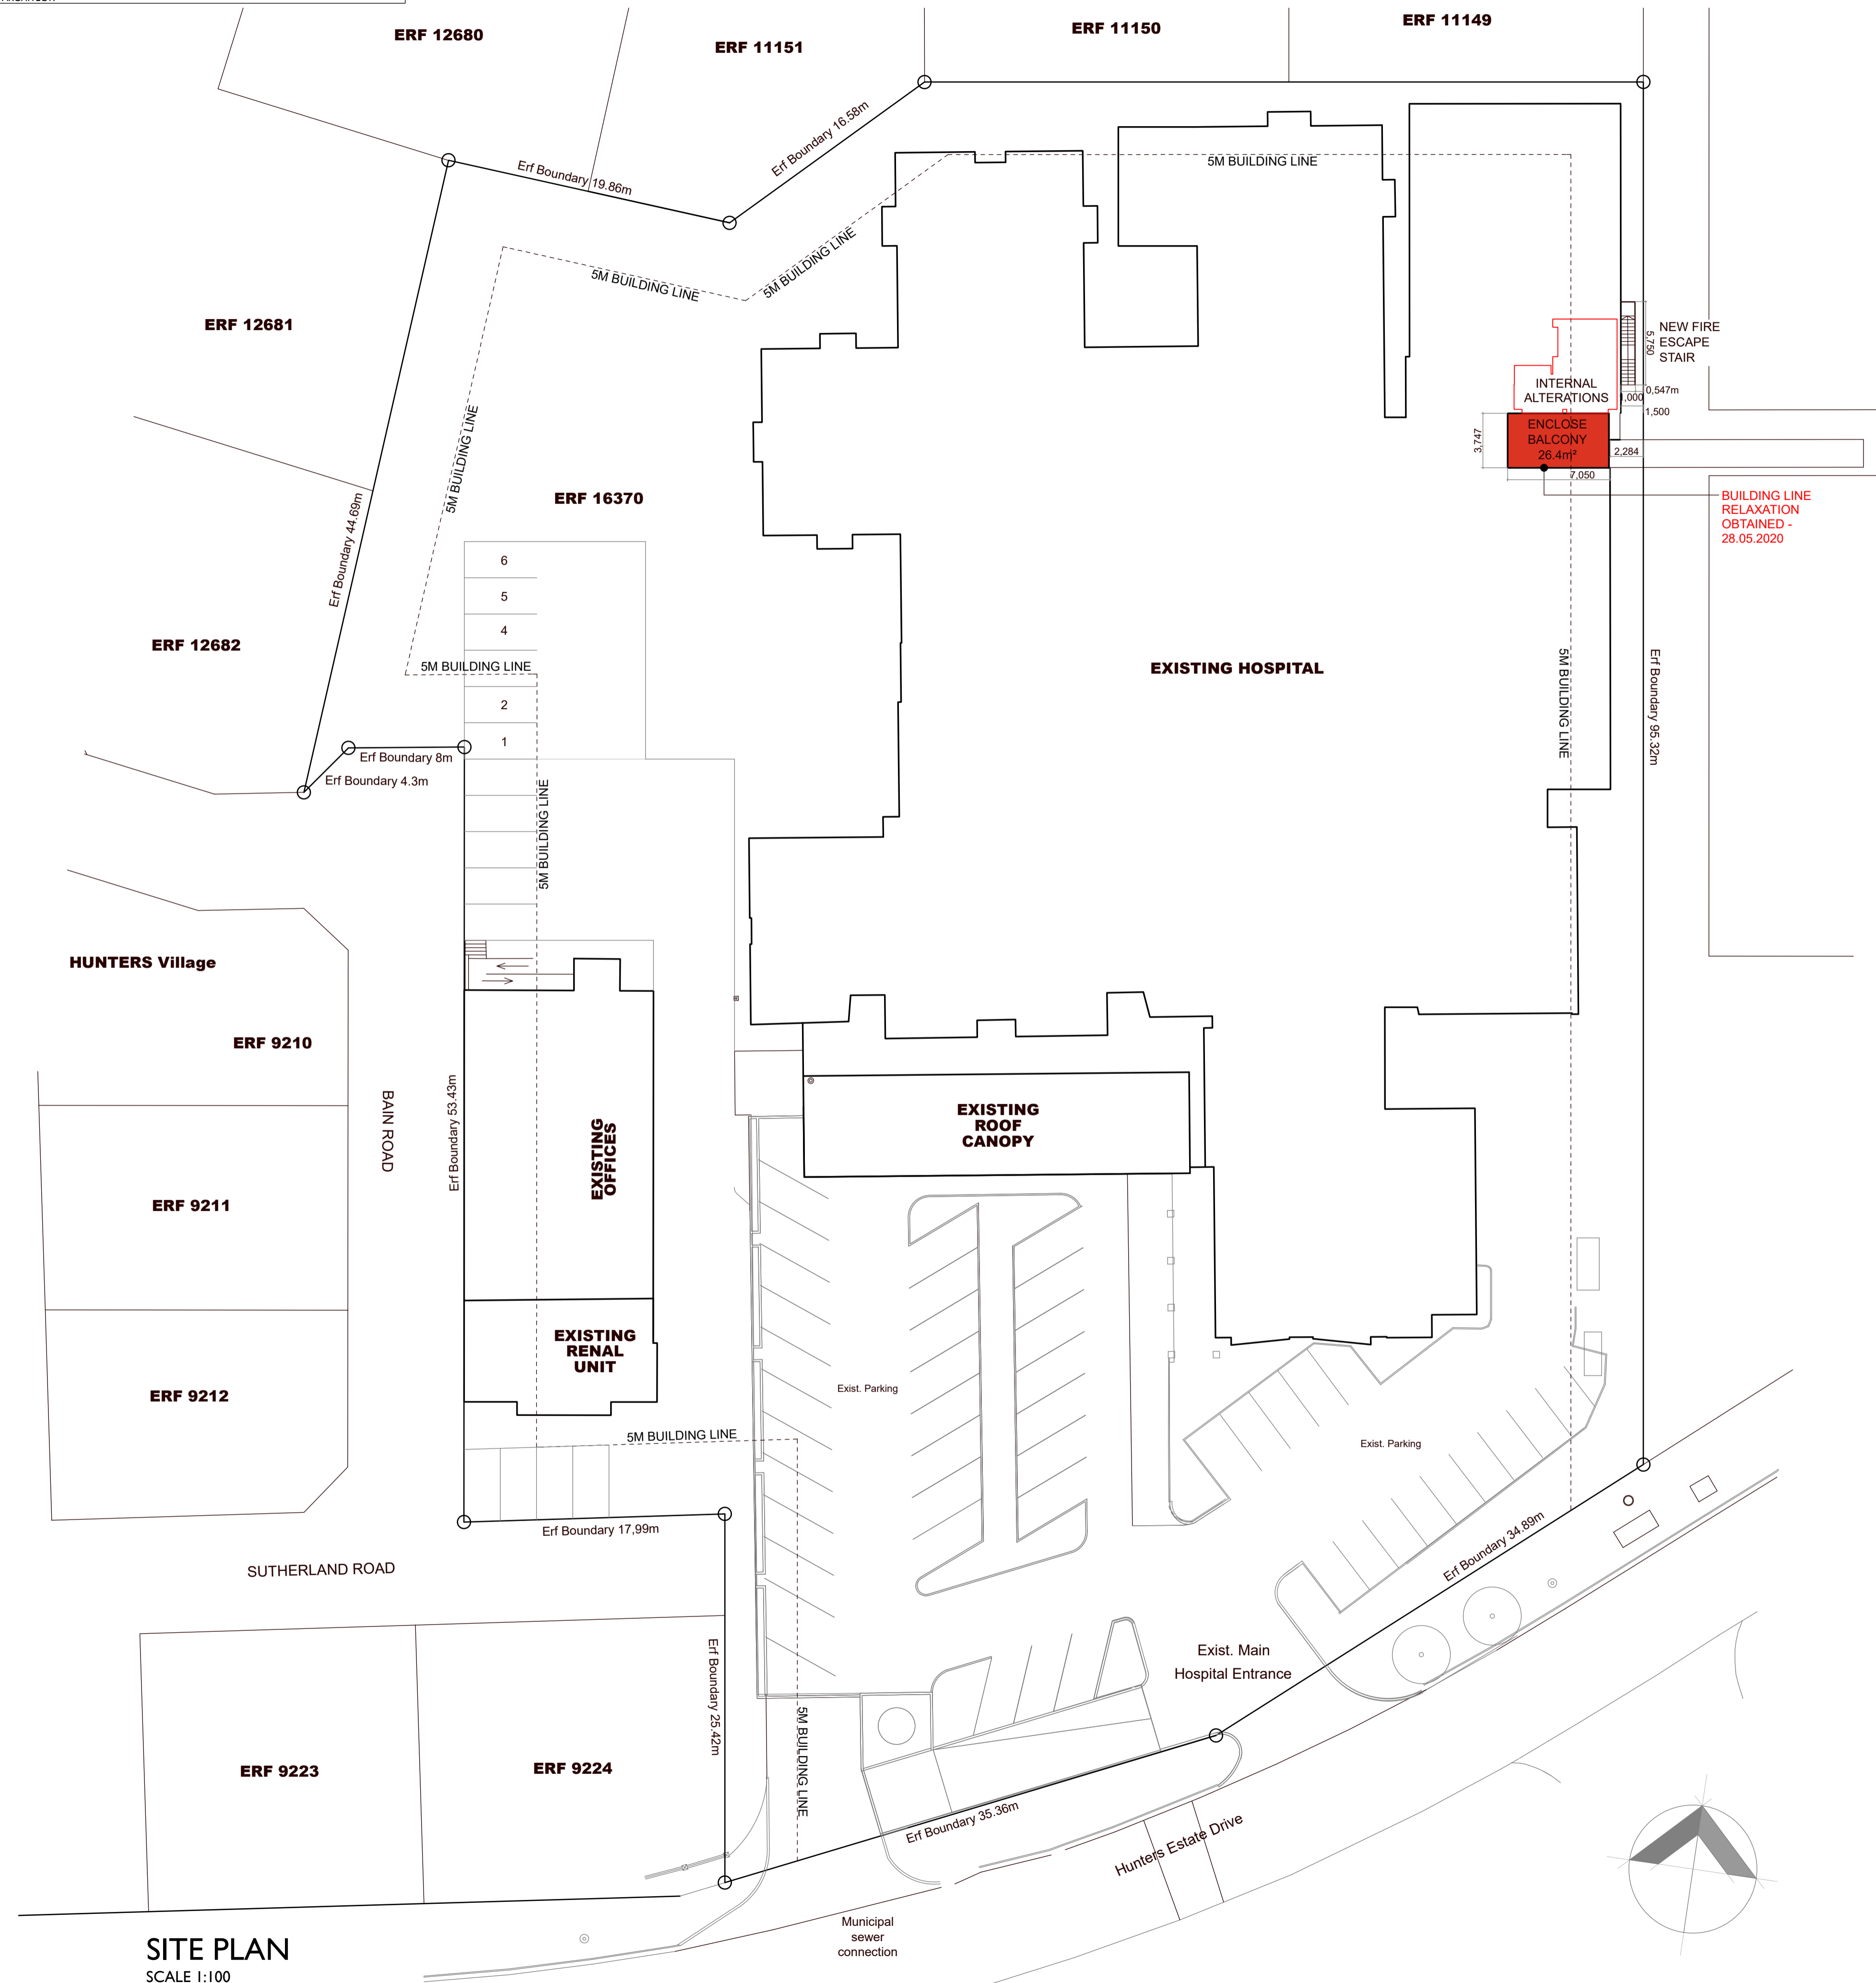 ERF 12680
ERF 11151
ERF 11150
ERF 11149
Erf Boundary 19.86m
Erf Boundary 16.58m
5M BUILDING LINE
5M BUILDING LINE
5M BUILDING LINE
ERF 12681
5M BUILDING LINE
Erf Boundary 44.69m
ERF 16370
NEW FIRE
ESCAPE
STAIR
5,750
0,547m
1,000
1,500
INTERNAL
ALTERATIONS
ENCLOSE
BALCONY
26.4m²
3,747
2,284
7,050
BUILDING LINE
RELAXATION
OBTAINED -
28.05.2020
6
5
4
2
1
ERF 12682
5M BUILDING LINE
EXISTING HOSPITAL
5M BUILDING LINE
Erf Boundary 95.32m
Erf Boundary 8m
Erf Boundary 4.3m
5M BUILDING LINE
HUNTERS Village
ERF 9210
BAIN ROAD
Erf Boundary 53.43m
EXISTING
OFFICES
EXISTING
ROOF
CANOPY
ERF 9211
EXISTING
RENAL
UNIT
ERF 9212
Exist. Parking
Exist. Parking
5M BUILDING LINE
Erf Boundary 17,99m
SUTHERLAND ROAD
Erf Boundary 34.89m
Erf Boundary 25.42m
5M BUILDING LINE
Exist. Main
Hospital Entrance
ERF 9223
ERF 9224
Erf Boundary 35.36m
Hunters Estate Drive
Municipal
sewer
connection
SITE PLAN
SCALE 1:100